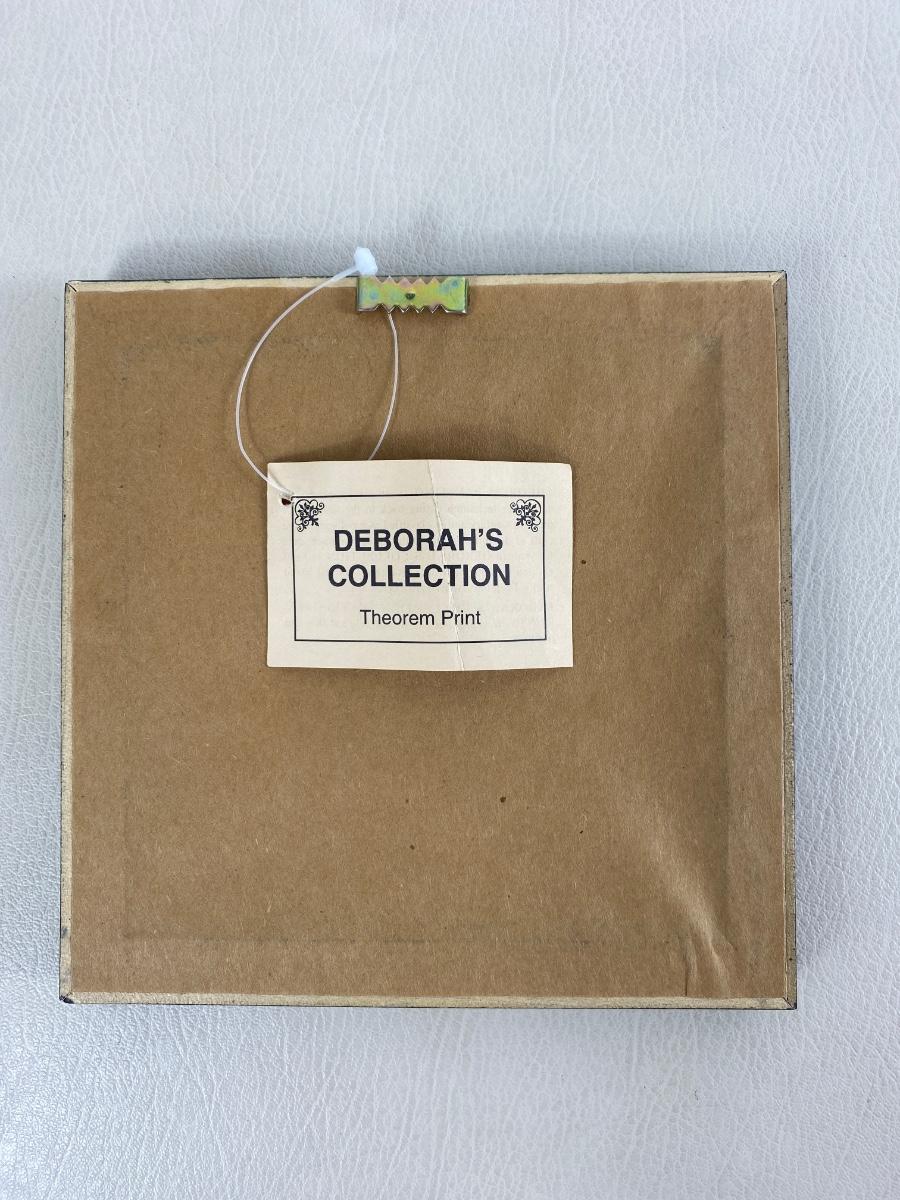 DEBORAH'S
COLLECTION
Theorem Print